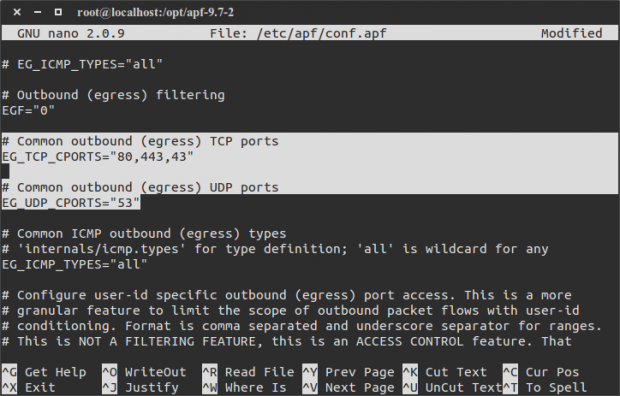 root@localhost:/opt/apf-9.7-2
GNU nano 2.0.9 File: /etc/apf/conf.apf Modified
# EG_ICMP_TYPES="all"
# Outbound (egress) filtering
EGF="0"
# Common outbound (egress) TCP ports
EG_TCP_CPORTS="80,443,43"
# Common outbound (egress) UDP ports
EG_UDP_CPORTS="53"
# Common ICMP outbound (egress) types
# 'internals/icmp.types' for type definition; 'all' is wildcard for any
EG_ICMP_TYPES="all"
# Configure user-id specific outbound (egress) port access. This is a more
# granular feature to limit the scope of outbound packet flows with user-id
# conditioning. Format is comma separated and underscore separator for ranges.
# This is NOT A FILTERING FEATURE, this is an ACCESS CONTROL feature. That
^G Get Help ^O WriteOut ^R Read File ^Y Prev Page ^K Cut Text ^C Cur Pos
^X Exit ^J Justify ^W Where Is ^V Next Page ^U UnCut Text ^T To Spell